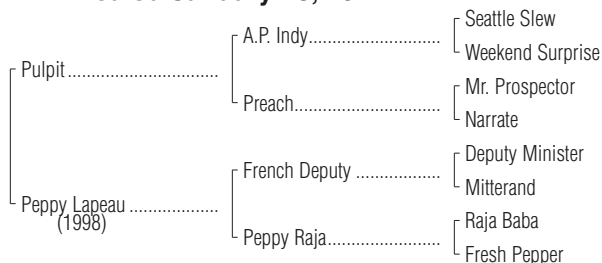 Seattle Slew
A.P. Indy
Weekend Surprise
Pulpit
Mr. Prospector
Preach
Narrate
Deputy Minister
French Deputy
Mitterand
Peppy Lapeau
(1998)
Raja Baba
Peppy Raja
Fresh Pepper